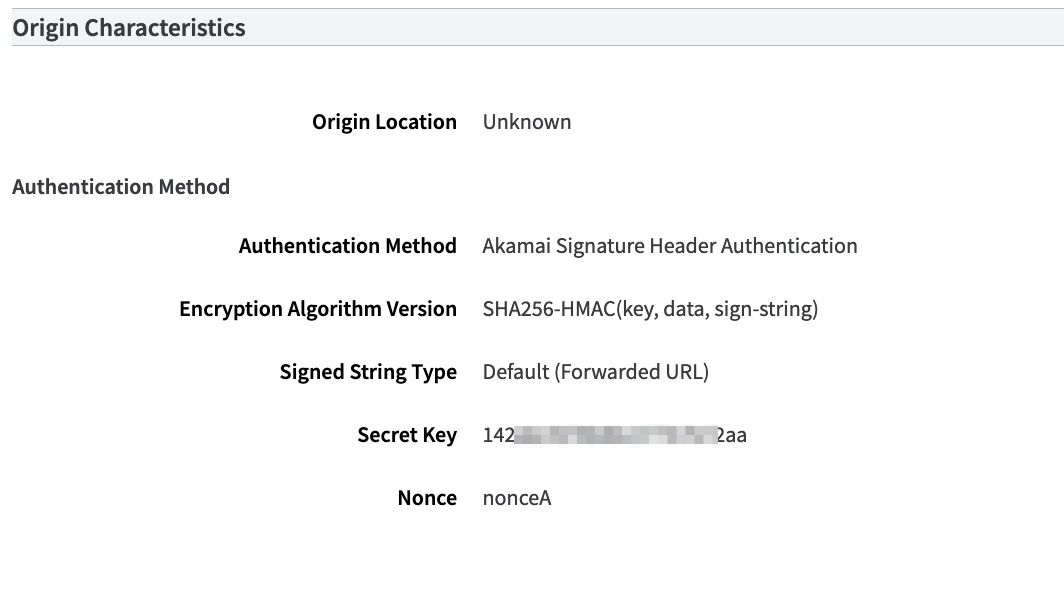 Origin Characteristics
Origin Location Unknown
Authentication Method
Authentication Method Akamai Signature Header Authentication
Encryption Algorithm Version SHA256-HMAC(key, data, sign-string)
Signed String Type Default (Forwarded URL)
Secret Key 142 2aa
Nonce nonceA